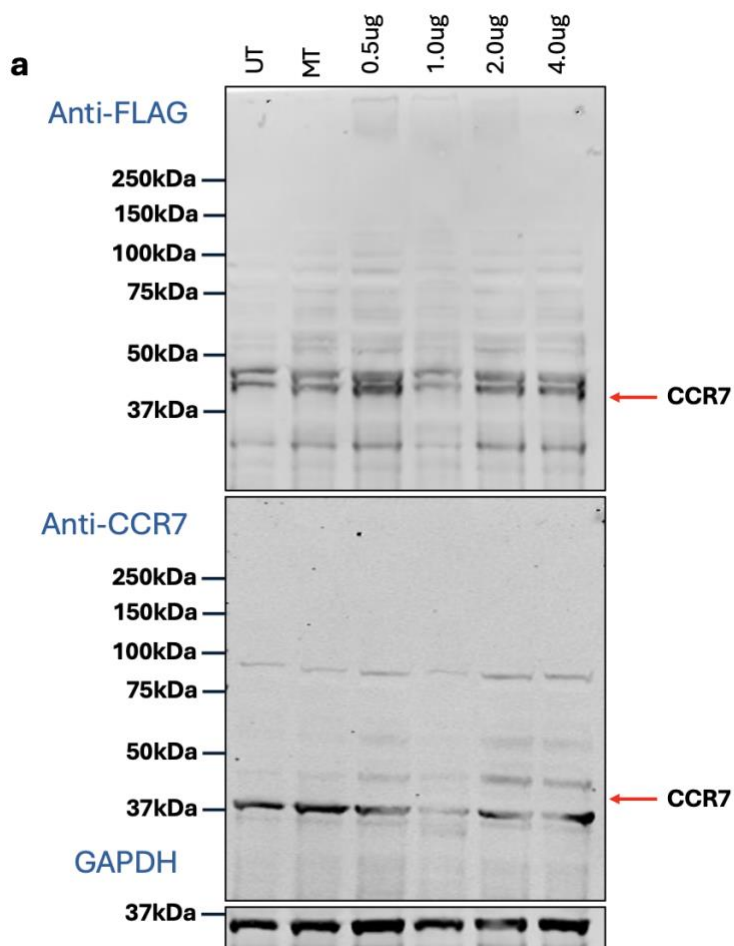 a
UT MT 0.5ug 1.0ug 2.0ug 4.0ug
Anti-FLAG
250kDa
150kDa
100kDa
75kDa
50kDa
CCR7
37kDa
Anti-CCR7
250kDa
150kDa
100kDa
75kDa
50kDa
CCR7
37kDa
GAPDH
37kDa